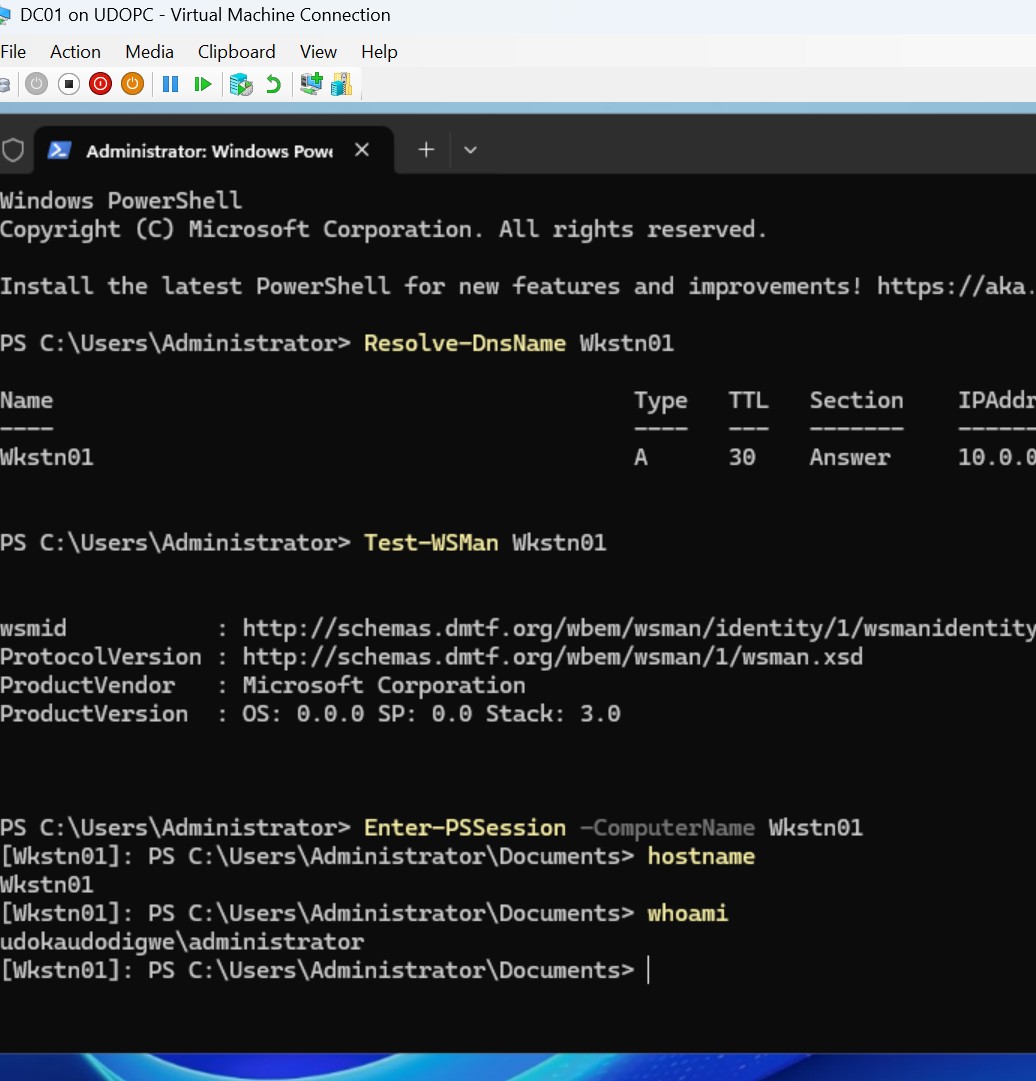 DC01 on UDOPC - Virtual Machine Connection
File Action Media Clipboard View Help
Administrator: Windows Powe
Windows PowerShell
Copyright (C) Microsoft Corporation. All rights reserved.
Install the latest PowerShell for new features and improvements! https://aka.
PS C:\Users\Administrator> Resolve-DnsName Wkstn01
Name Type TTL Section IPAddr
---- ---- --- ------- ------
Wkstn01 A 30 Answer 10.0.0
PS C:\Users\Administrator> Test-WSMan Wkstn01
wsmid : http://schemas.dmtf.org/wbem/wsman/identity/1/wsmanidentity
ProtocolVersion : http://schemas.dmtf.org/wbem/wsman/1/wsman.xsd
ProductVendor : Microsoft Corporation
ProductVersion : OS: 0.0.0 SP: 0.0 Stack: 3.0
PS C:\Users\Administrator> Enter-PSSession -ComputerName Wkstn01
[Wkstn01]: PS C:\Users\Administrator\Documents> hostname
Wkstn01
[Wkstn01]: PS C:\Users\Administrator\Documents> whoami
udokaudodigwe\administrator
[Wkstn01]: PS C:\Users\Administrator\Documents>